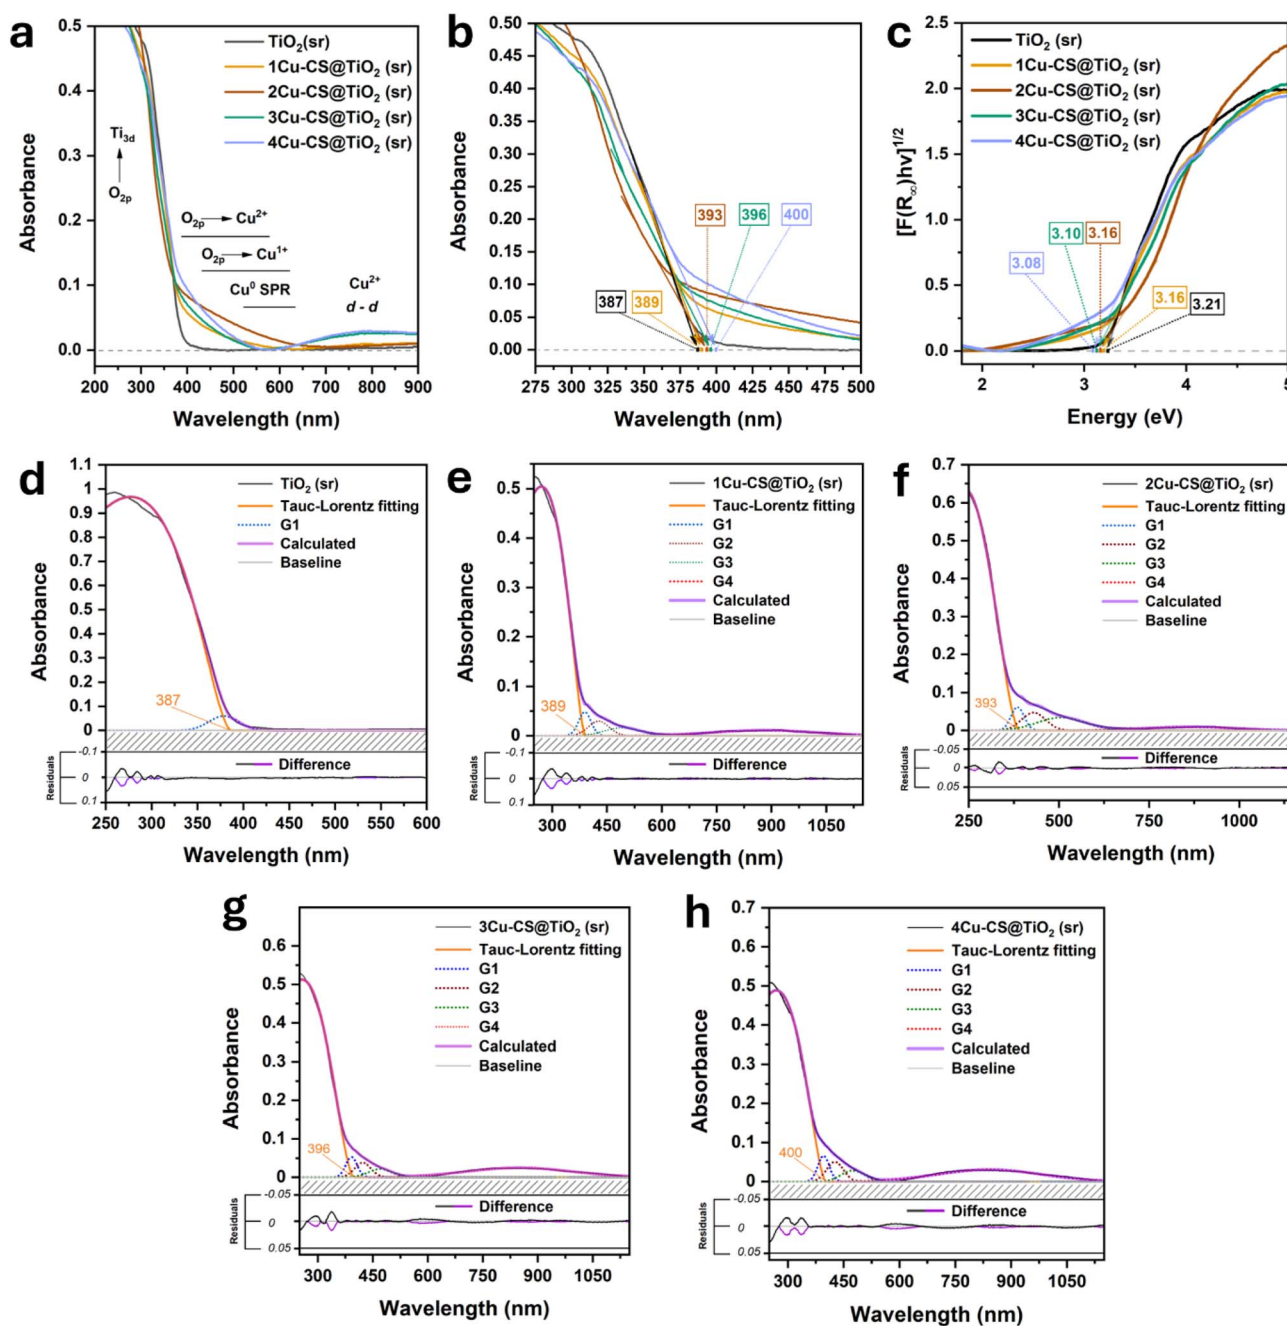 a
TiO₂(sr)
1Cu-CS@TiO₂ (sr)
2Cu-CS@TiO₂ (sr)
3Cu-CS@TiO₂ (sr)
4Cu-CS@TiO₂ (sr)
Ti3d
O2p
O2p → Cu²⁺
O2p → Cu¹⁺
Cu⁰ SPR
Cu²⁺
d - d
0.5
0.4
0.3
0.2
0.1
0.0
Absorbance
200 300 400 500 600 700 800 900
Wavelength (nm)
b
0.50
0.45
0.40
0.35
0.30
0.25
0.20
0.15
0.10
0.05
0.00
Absorbance
393 396 400
387 389
275 300 325 350 375 400 425 450 475 500
Wavelength (nm)
c
TiO₂ (sr)
1Cu-CS@TiO₂ (sr)
2Cu-CS@TiO₂ (sr)
3Cu-CS@TiO₂ (sr)
4Cu-CS@TiO₂ (sr)
2.5
2.0
1.5
1.0
0.5
0.0
[F(R∞)hv]^1/2
3.10 3.16
3.08
3.16 3.21
2 3 4 5
Energy (eV)
d
TiO₂ (sr)
Tauc-Lorentz fitting
G1
Calculated
Baseline
1.1
1
0.9
0.8
0.7
0.6
0.5
0.4
0.3
0.2
0.1
0
Absorbance
387
Residuals
-0.1
0
0.1
Difference
250 300 350 400 450 500 550 600
Wavelength (nm)
e
1Cu-CS@TiO₂ (sr)
Tauc-Lorentz fitting
G1
G2
G3
G4
Calculated
Baseline
0.5
0.4
0.3
0.2
0.1
0
Absorbance
389
Residuals
-0.1
0
0.1
Difference
300 450 600 750 900 1050
Wavelength (nm)
f
2Cu-CS@TiO₂ (sr)
Tauc-Lorentz fitting
G1
G2
G3
G4
Calculated
Baseline
0.7
0.6
0.5
0.4
0.3
0.2
0.1
0
Absorbance
393
Residuals
-0.05
0
0.05
Difference
250 500 750 1000
Wavelength (nm)
g
3Cu-CS@TiO₂ (sr)
Tauc-Lorentz fitting
G1
G2
G3
G4
Calculated
Baseline
0.6
0.5
0.4
0.3
0.2
0.1
0
Absorbance
396
Residuals
-0.05
0
0.05
Difference
300 450 600 750 900 1050
Wavelength (nm)
h
4Cu-CS@TiO₂ (sr)
Tauc-Lorentz fitting
G1
G2
G3
G4
Calculated
Baseline
0.7
0.6
0.5
0.4
0.3
0.2
0.1
0
Absorbance
400
Residuals
-0.05
0
0.05
Difference
300 450 600 750 900 1050
Wavelength (nm)